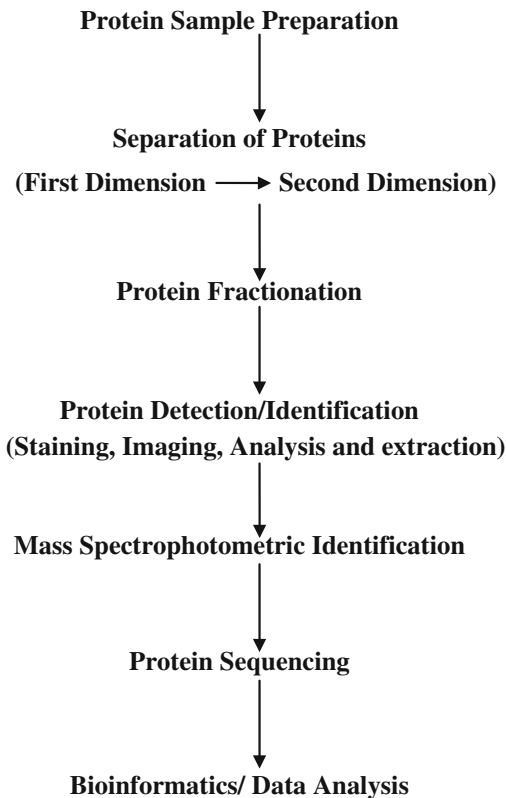 Protein Sample Preparation
Separation of Proteins
(First Dimension Second Dimension)
Protein Fractionation
Protein Detection/Identification
(Staining, Imaging, Analysis and extraction)
Mass Spectrophotometric Identification
Protein Sequencing
Bioinformatics/ Data Analysis